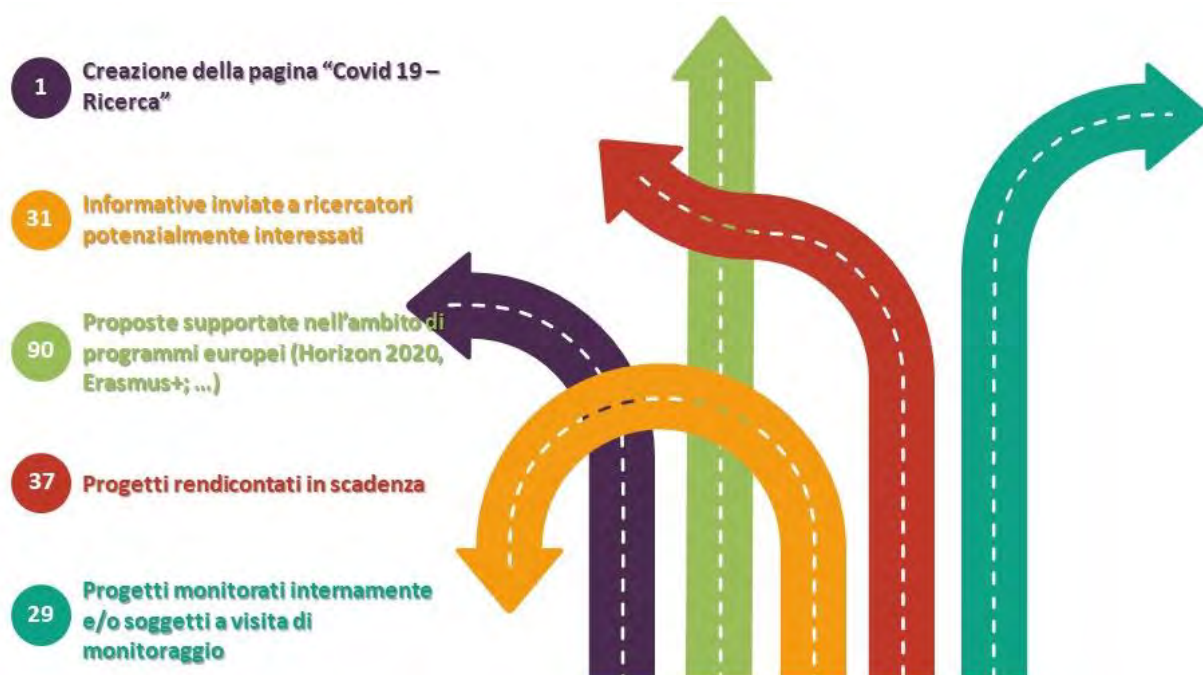 1
Creazione della pagina “Covid 19 –
Ricerca”
31
Informative inviate a ricercatori
potenzialmente interessati
90
Proposte supportate nell’ambito di
programmi europei (Horizon 2020,
Erasmus+; ...)
37
Progetti rendicontati in scadenza
29
Progetti monitorati internamente
e/o soggetti a visita di
monitoraggio